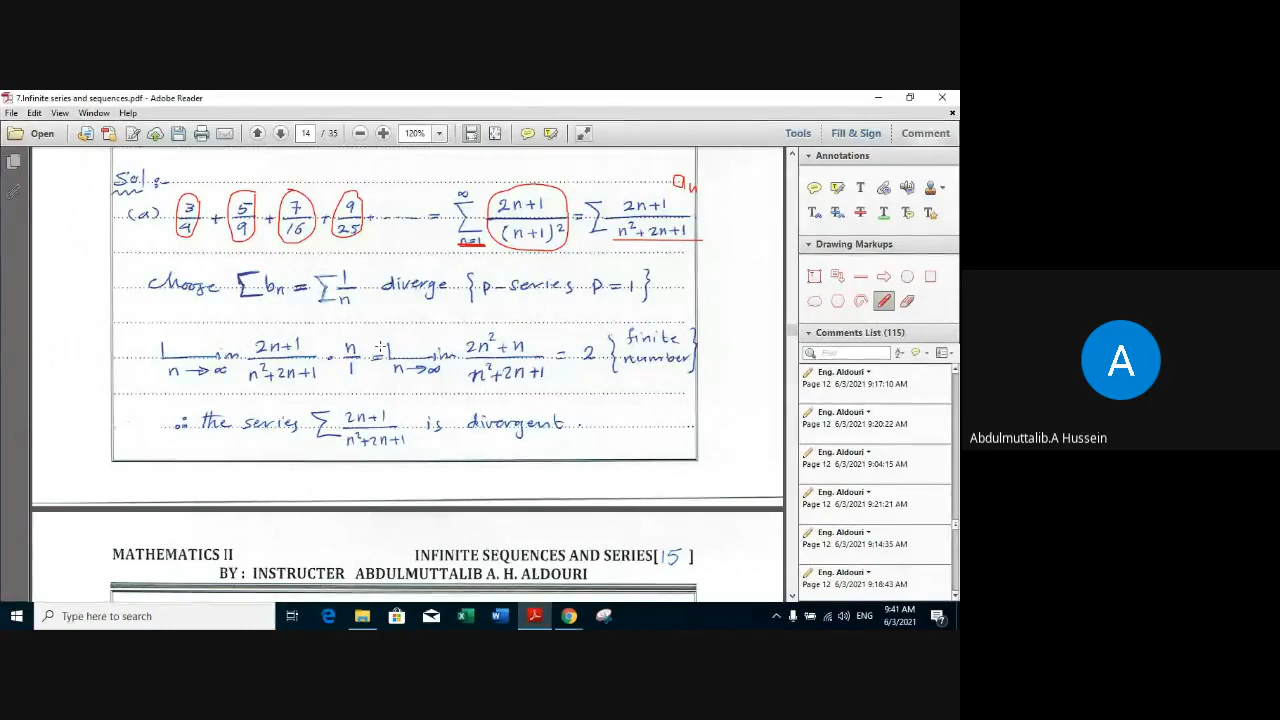 7.Infinite series and sequences.pdf - Adobe Reader
File Edit View Window Help
Open 14 / 35 120% Tools Fill & Sign Comment
Sol :-
(a) 3/4 + 5/9 + 7/16 + 9/25 + ------ = ∑_{n=1}^{∞} (2n+1)/(n+1)² = ∑ (2n+1)/(n²+2n+1) a_n
choose ∑ bn = ∑ 1/n diverge {p-series p=1}
Lim n→∞ (2n+1)/(n²+2n+1) · n/1 = Lim n→∞ (2n²+n)/(n²+2n+1) = 2 {finite number}
∴ the series ∑ (2n+1)/(n²+2n+1) is divergent.
MATHEMATICS II INFINITE SEQUENCES AND SERIES[15]
BY : INSTRUCTOR ABDULMUTTALIB A. H. ALDOURI
Annotations
T
T T T T
Drawing Markups
Comments List (115)
Find
Eng. Aldouri
Page 12 6/3/2021 9:17:10 AM
Eng. Aldouri
Page 12 6/3/2021 9:20:22 AM
Eng. Aldouri
Page 12 6/3/2021 9:04:15 AM
Eng. Aldouri
Page 12 6/3/2021 9:21:21 AM
Eng. Aldouri
Page 12 6/3/2021 9:14:35 AM
Eng. Aldouri
Page 12 6/3/2021 9:16:43 AM
A
Abdulmuttalib.A Hussein
Type here to search
ENG
9:41 AM
6/3/2021